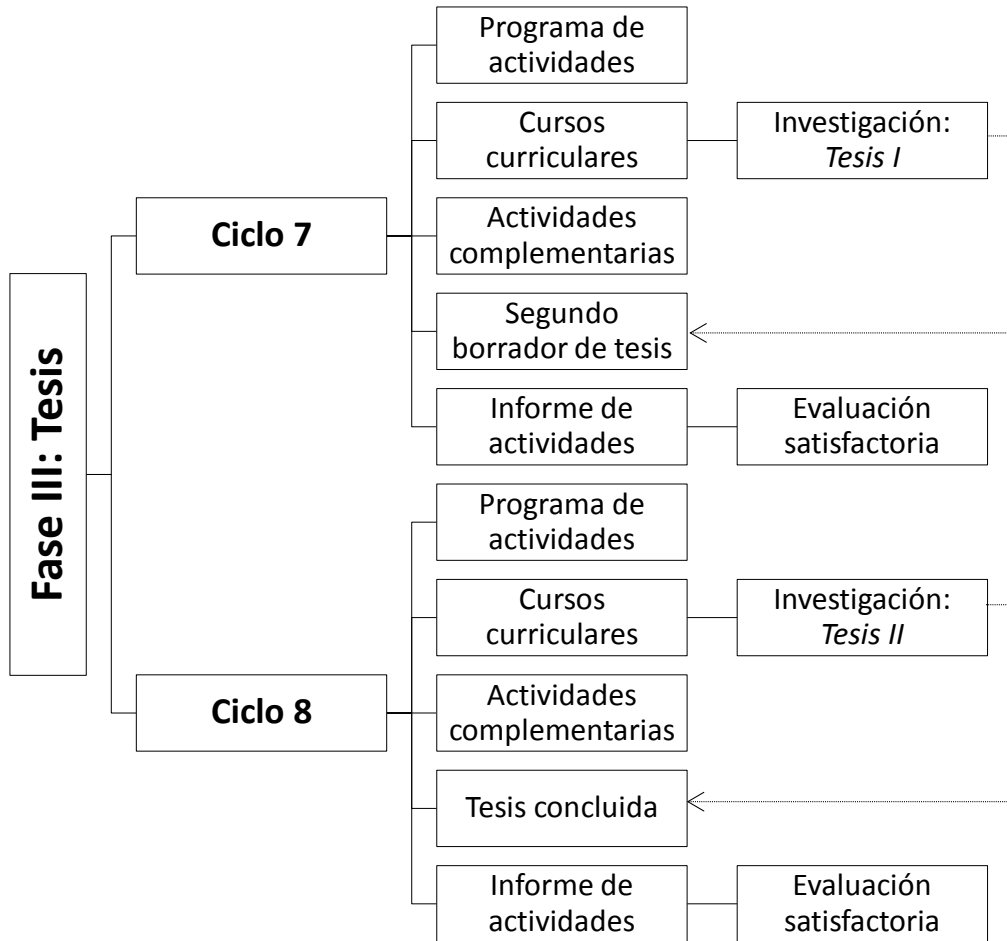 Fase III: Tesis
Ciclo 7
Programa de
actividades
Cursos
curriculares
Investigación:
Tesis I
Actividades
complementarias
Segundo
borrador de tesis
Informe de
actividades
Evaluación
satisfactoria
Ciclo 8
Programa de
actividades
Cursos
curriculares
Investigación:
Tesis II
Actividades
complementarias
Tesis concluida
Informe de
actividades
Evaluación
satisfactoria